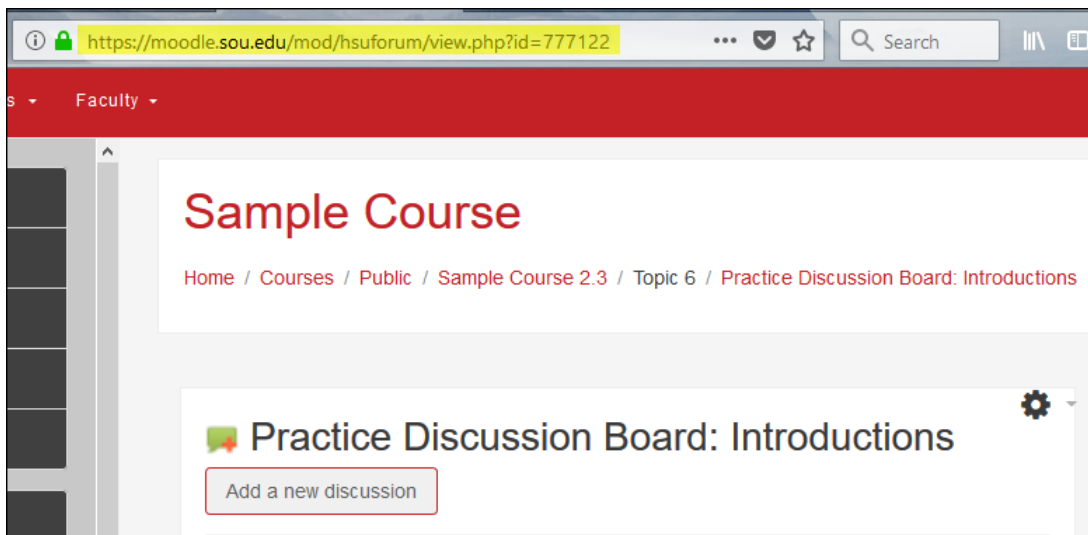 https://moodle.sou.edu/mod/hsuforum/view.php?id=777122 ... Search
s Faculty
Sample Course
Home / Courses / Public / Sample Course 2.3 / Topic 6 / Practice Discussion Board: Introductions
Practice Discussion Board: Introductions
Add a new discussion